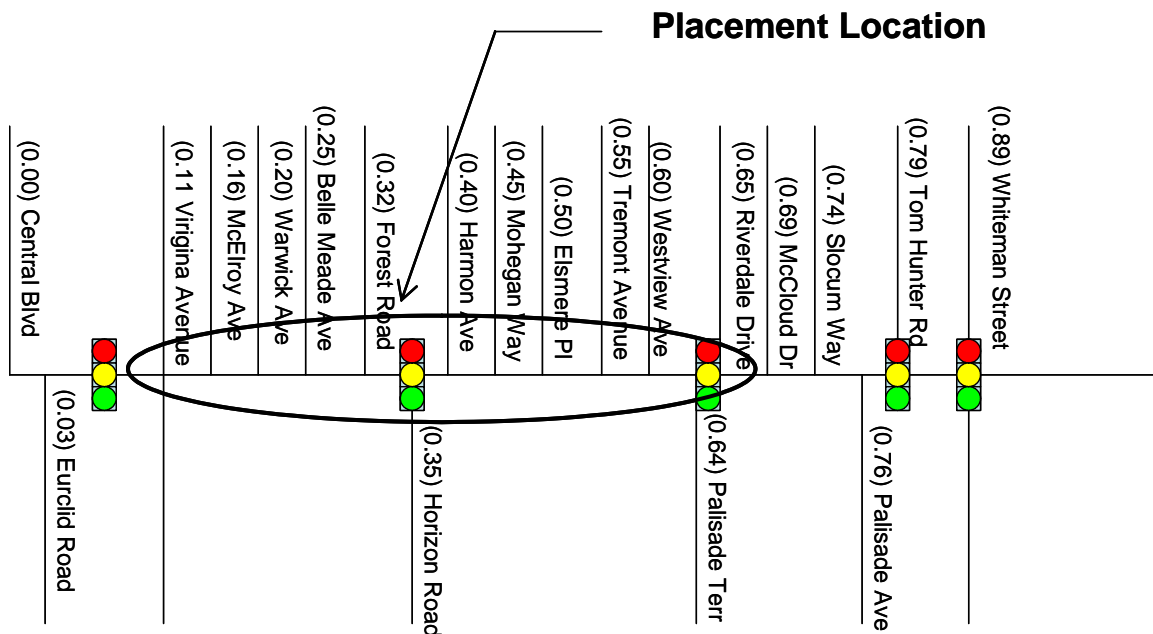 Placement Location
(0.00) Central Blvd
(0.03) Eurclid Road
(0.11 Virigina Avenue
(0.16) McElroy Ave
(0.20) Warwick Ave
(0.25) Belle Meade Ave
(0.32) Forest Road
(0.35) Horizon Road
(0.40) Harmon Ave
(0.45) Mohegan Way
(0.50) Elsmere Pl
(0.55) Tremont Avenue
(0.60) Westview Ave
(0.64) Palisade Terr
(0.65) Riverdale Drive
(0.69) McCloud Dr
(0.74) Slocum Way
(0.76) Palisade Ave
(0.79) Tom Hunter Rd
(0.89) Whiteman Street